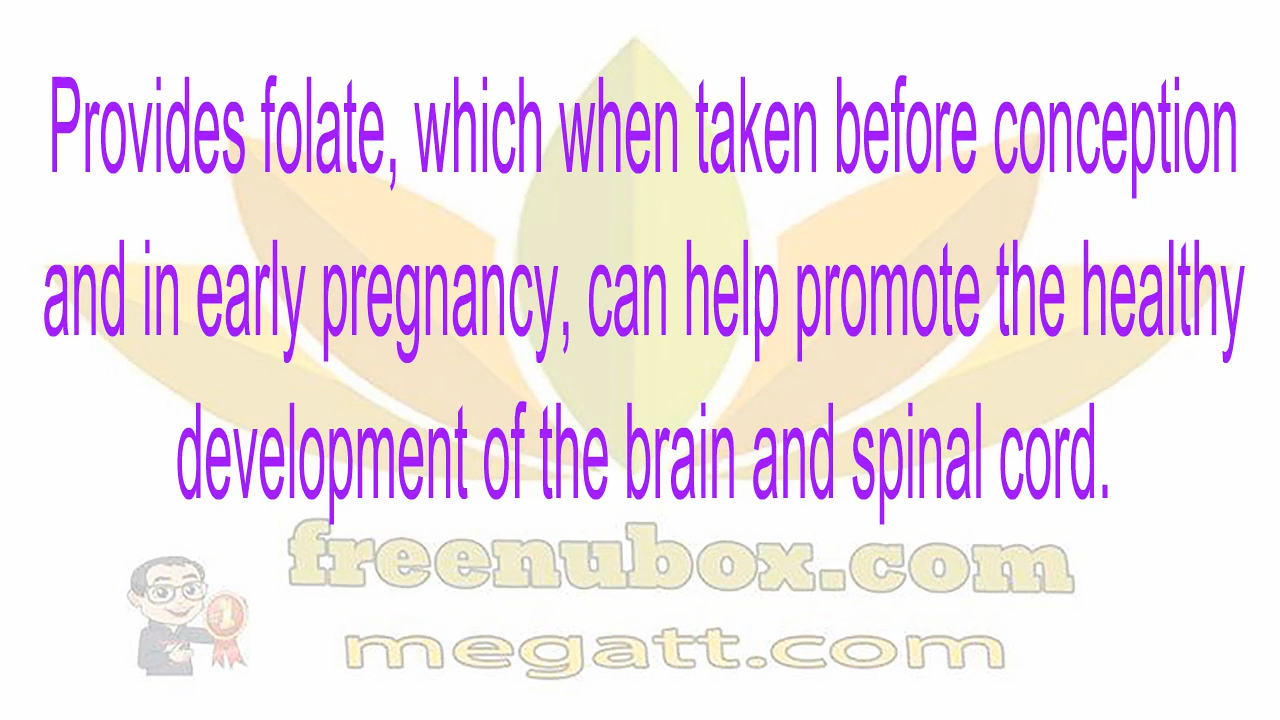 Provides folate, which when taken before conception
and in early pregnancy, can help promote the healthy
development of the brain and spinal cord.
freenubox.com
1
megatt.com